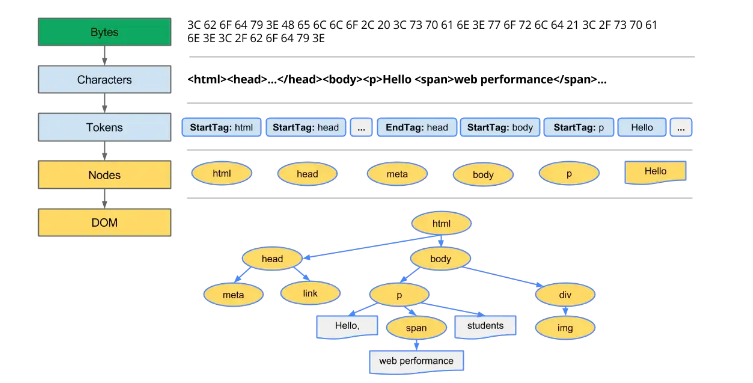 Bytes
3C 62 6F 64 79 3E 48 65 6C 6C 6F 2C 20 3C 73 70 61 6E 3E 77 6F 72 6C 64 21 3C 2F 73 70 61
6E 3E 3C 2F 62 6F 64 79 3E
Characters
<html><head>...</head><body><p>Hello <span>web performance</span>...
Tokens
StartTag: html
StartTag: head
...
EndTag: head
StartTag: body
StartTag: p
Hello
...
Nodes
html
head
meta
body
p
Hello
DOM
html
head
body
meta
link
p
div
Hello,
span
students
img
web performance